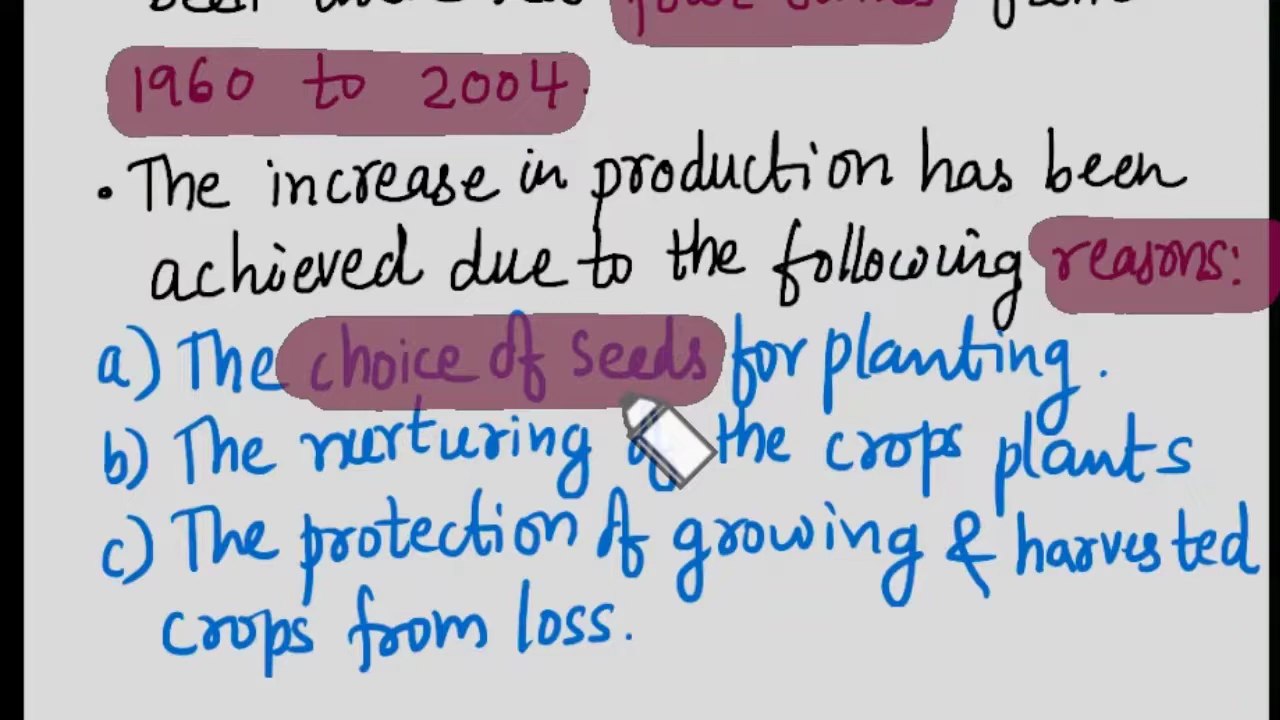 1960 to 2004.
• The increase in production has been
achieved due to the following reasons:
a) The choice of seeds for planting.
b) The nurturing the crops plants
c) The protection of growing & harvested
crops from loss.